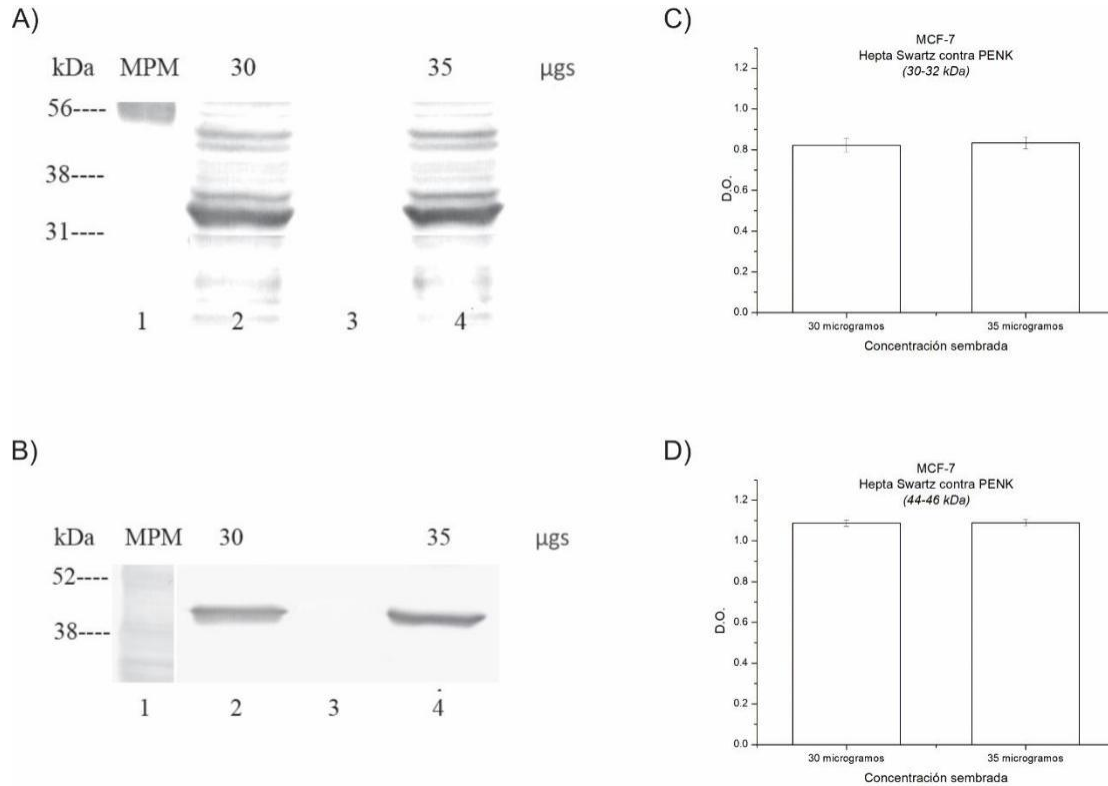 A)
kDa MPM 30 35 µgs
56----
38----
31----
1 2 3 4
B)
kDa MPM 30 35 µgs
52----
38----
1 2 3 4
C)
MCF-7
Hepta Swartz contra PENK
(30-32 kDa)
D.O.
1.2
1.0
0.8
0.6
0.4
0.2
0.0
30 microgramos 35 microgramos
Concentración sembrada
D)
MCF-7
Hepta Swartz contra PENK
(44-46 kDa)
D.O.
1.2
1.0
0.8
0.6
0.4
0.2
0.0
30 microgramos 35 microgramos
Concentración sembrada